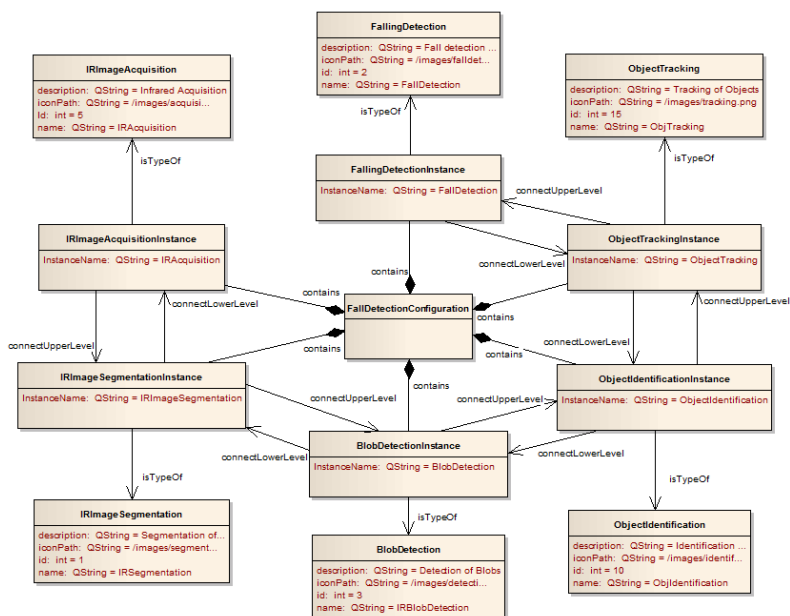 FallingDetection
description: QString = Fall detection ...
iconPath: QString = /images/falldet...
id: int = 2
name: QString = FallDetection
IRImageAcquisition
description: QString = Infrared Acquisition
iconPath: QString = /images/acquisi...
Id: int = 5
name: QString = IRAcquisition
ObjectTracking
description: QString = Tracking of Objects
iconPath: QString = /images/tracking.png
id: int = 15
name: QString = ObjTracking
isTypeOf
isTypeOf
isTypeOf
FallingDetectionInstance
InstanceName: QString = FallDetection
connectUpperLevel
IRImageAcquisitionInstance
InstanceName: QString = IRAcquisition
ObjectTrackingInstance
InstanceName: QString = ObjectTracking
connectLowerLevel
contains
contains
connectLowerLevel
connectUpperLevel
FallDetectionConfiguration
contains
connectUpperLevel
contains
connectLowerLevel
contains
contains
IRImageSegmentationInstance
InstanceName: QString = IRImageSegmentation
connectUpperLevel
connectUpperLevel
ObjectIdentificationInstance
InstanceName: QString = ObjectIdentification
BlobDetectionInstance
InstanceName: QString = BlobDetection
connectLowerLevel
connectLowerLevel
isTypeOf
isTypeOf
isTypeOf
IRImageSegmentation
description: QString = Segmentation of...
iconPath: QString = /images/segment...
id: int = 1
name: QString = IRSegmentation
BlobDetection
description: QString = Detection of Blobs
iconPath: QString = /images/detecti...
id: int = 3
name: QString = IRBlobDetection
ObjectIdentification
description: QString = Identification ...
iconPath: QString = /images/identif...
id: int = 10
name: QString = ObjIdentification